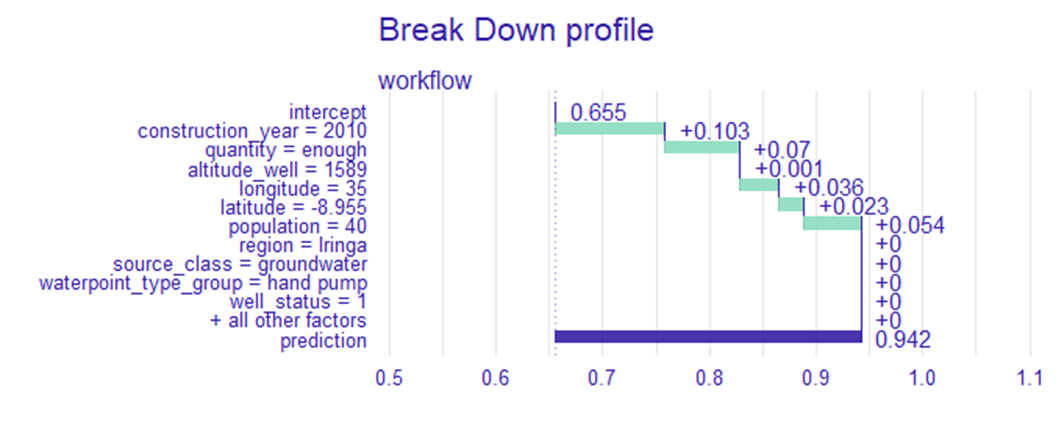 Break Down profile
workflow
intercept 0.655
construction_year = 2010 +0.103
quantity = enough +0.07
altitude_well = 1589 +0.001
longitude = 35 +0.036
latitude = -8.955 +0.023
population = 40 +0.054
region = Iringa +0
source_class = groundwater +0
waterpoint_type_group = hand pump +0
well_status = 1 +0
+ all other factors +0
prediction 0.942
0.5 0.6 0.7 0.8 0.9 1.0 1.1